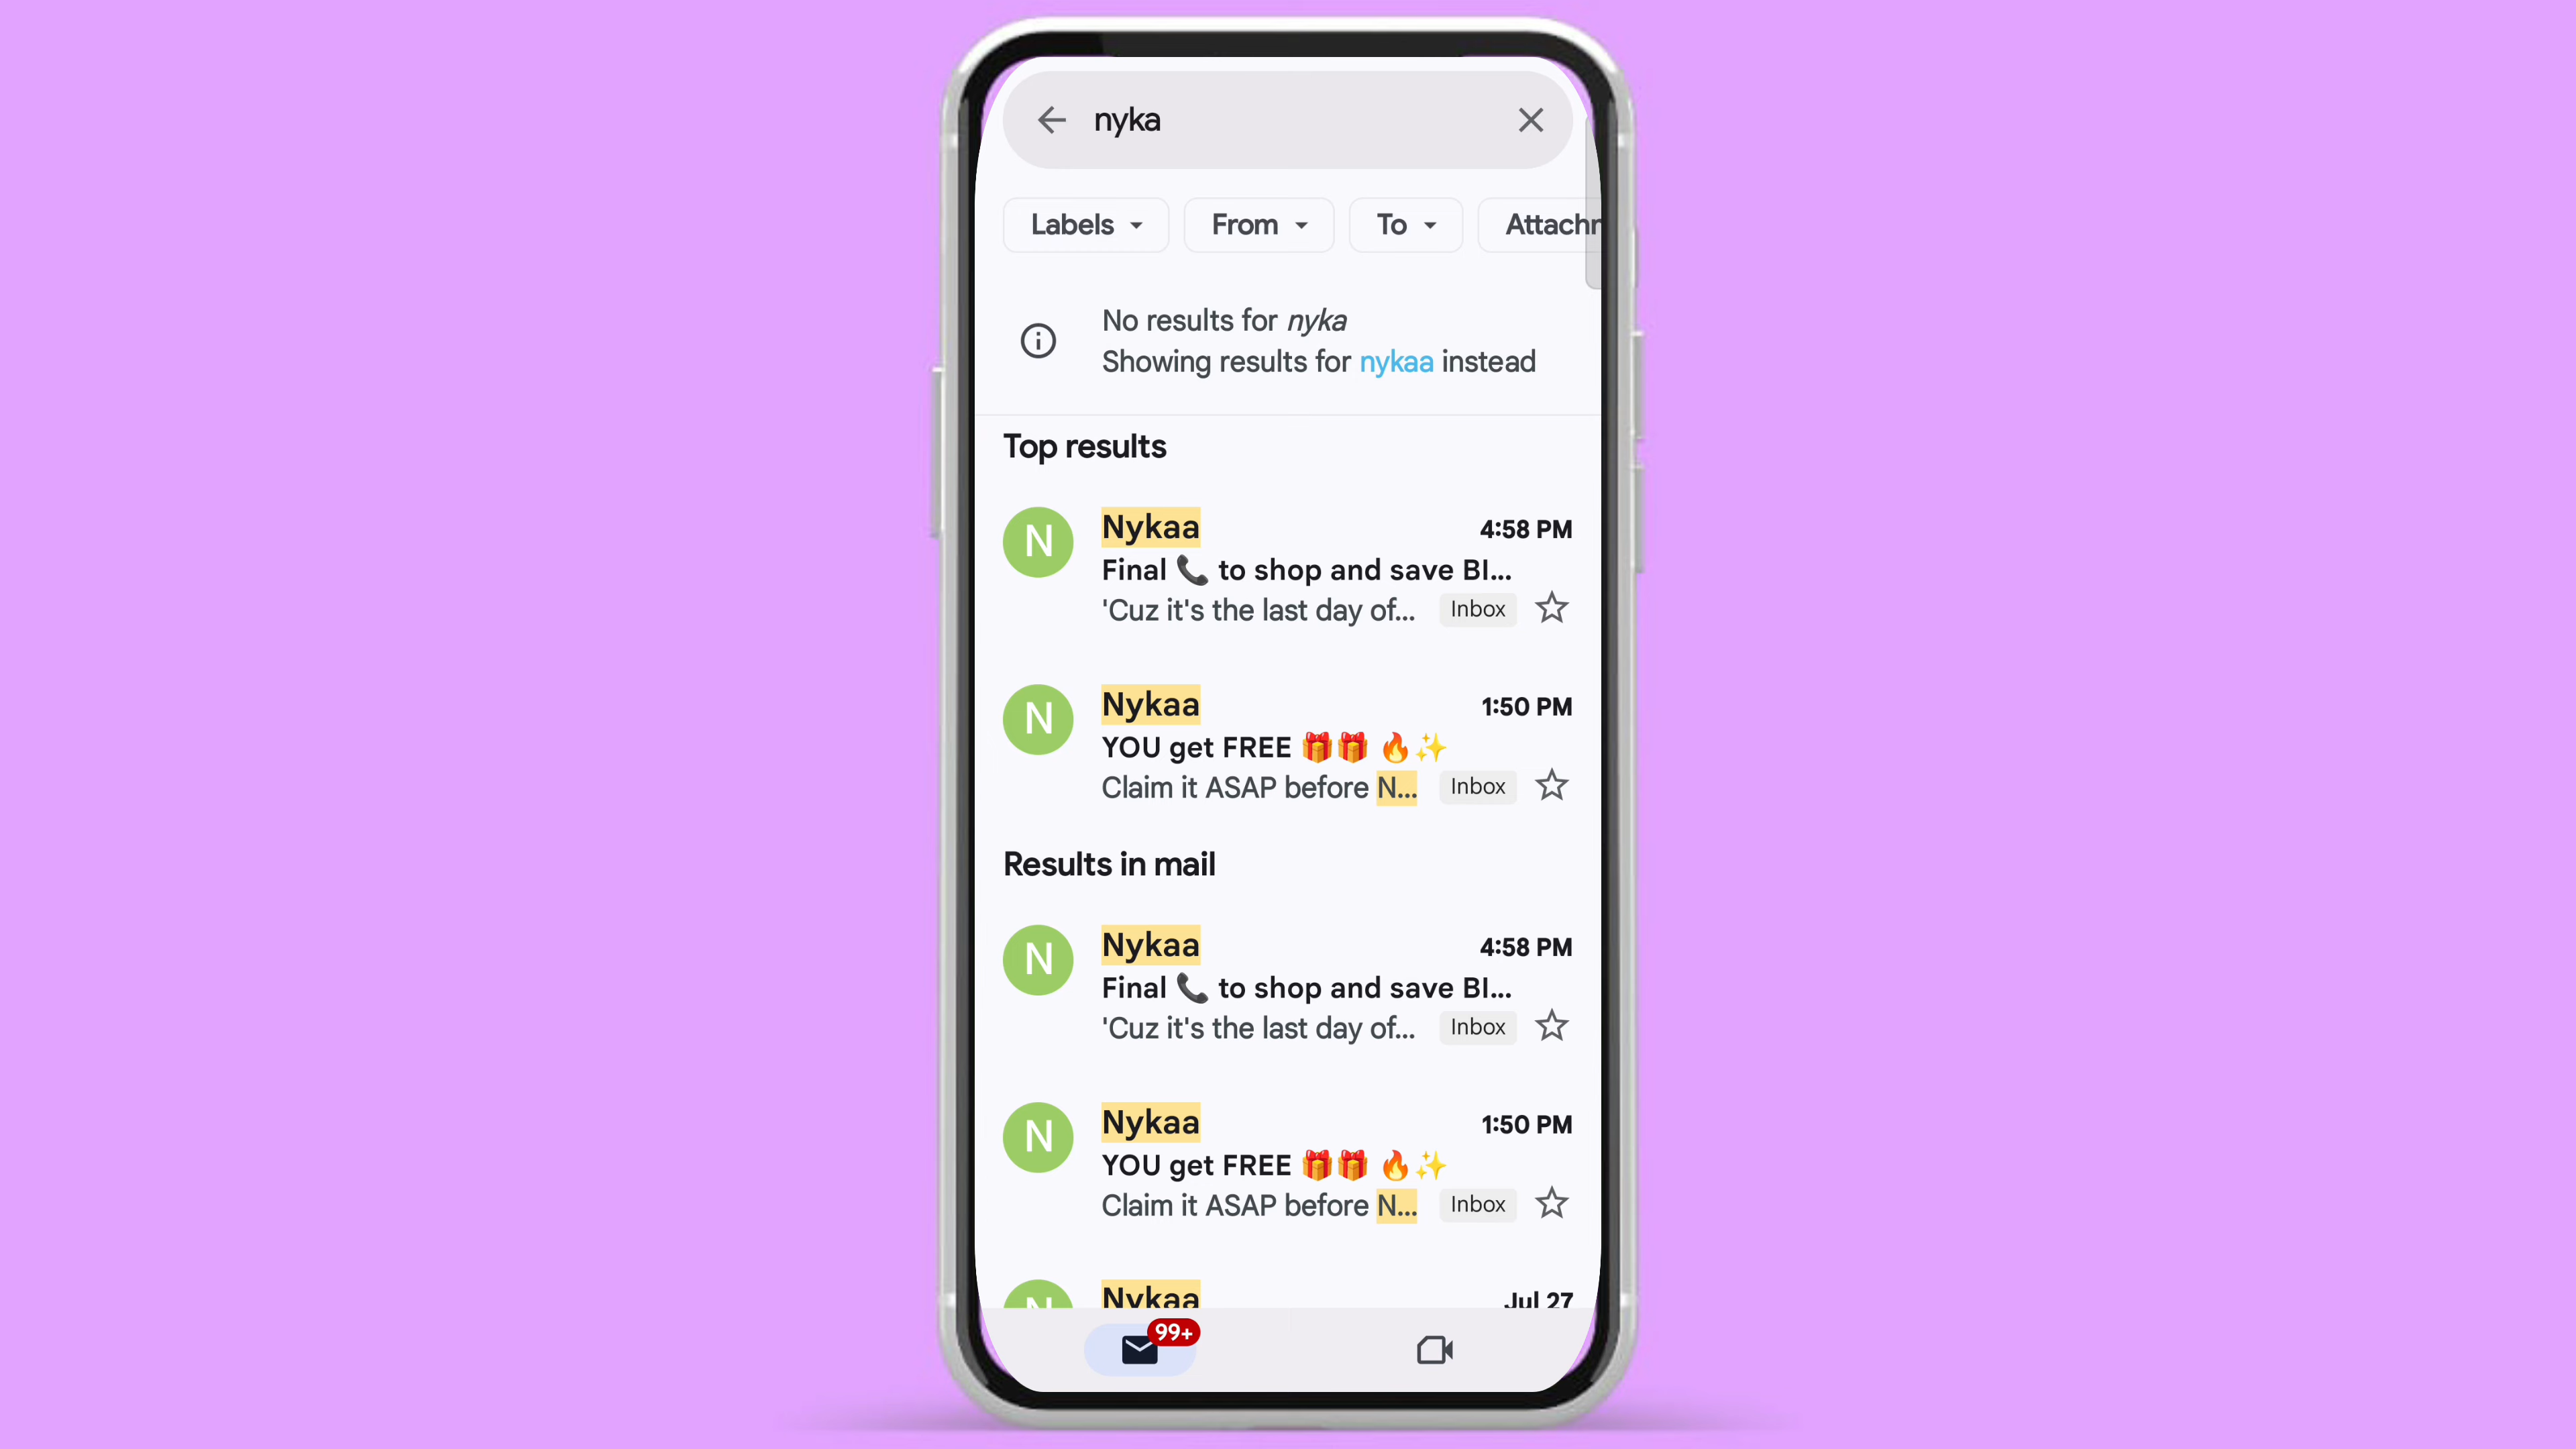 nyka
Labels From To Attachr
No results for nyka
Showing results for nykaa instead
Top results
N Nykaa 4:58 PM
Final 📞 to shop and save BI...
'Cuz it's the last day of... Inbox
N Nykaa 1:50 PM
YOU get FREE 🎁🎁 🔥✨
Claim it ASAP before N... Inbox
Results in mail
N Nykaa 4:58 PM
Final 📞 to shop and save BI...
'Cuz it's the last day of... Inbox
N Nykaa 1:50 PM
YOU get FREE 🎁🎁 🔥✨
Claim it ASAP before N... Inbox
N Nykaa Jul 27
99+